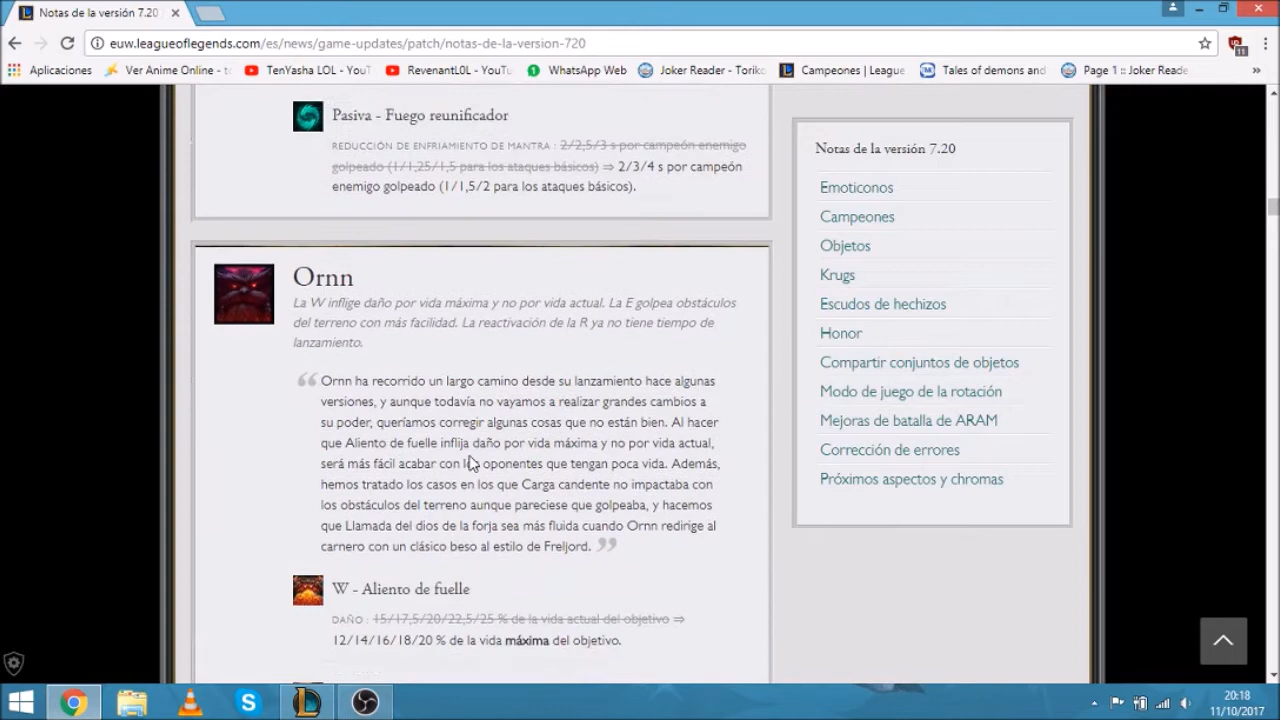 Notas de la versión 7.20
euw.leagueoflegends.com/es/news/game-updates/patch/notas-de-la-version-720
11
Aplicaciones
Ver Anime Online - to
TenYasha LOL - YouT
RevenantL0L - YouTu
WhatsApp Web
Joker Reader - Toriko
Campeones | League
Tales of demons and
Page 1 :: Joker Reade
»
Pasiva - Fuego reunificador
REDUCCIÓN DE ENFRIAMIENTO DE MANTRA : 2/2,5/3 s por campeón enemigo
golpeado (1/1,25/1,5 para los ataques básicos) ⇒ 2/3/4 s por campeón
enemigo golpeado (1/1,5/2 para los ataques básicos).
Ornn
La W inflige daño por vida máxima y no por vida actual. La E golpea obstáculos
del terreno con más facilidad. La reactivación de la R ya no tiene tiempo de
lanzamiento.
Ornn ha recorrido un largo camino desde su lanzamiento hace algunas
versiones, y aunque todavía no vayamos a realizar grandes cambios a
su poder, queríamos corregir algunas cosas que no están bien. Al hacer
que Aliento de fuelle inflija daño por vida máxima y no por vida actual,
será más fácil acabar con los oponentes que tengan poca vida. Además,
hemos tratado los casos en los que Carga candente no impactaba con
los obstáculos del terreno aunque pareciese que golpeaba, y hacemos
que Llamada del dios de la forja sea más fluida cuando Ornn redirige al
carnero con un clásico beso al estilo de Freljord.
W - Aliento de fuelle
DAÑO : 15/17,5/20/22,5/25 % de la vida actual del objetivo ⇒
12/14/16/18/20 % de la vida máxima del objetivo.
Notas de la versión 7.20
Emoticonos
Campeones
Objetos
Krugs
Escudos de hechizos
Honor
Compartir conjuntos de objetos
Modo de juego de la rotación
Mejoras de batalla de ARAM
Corrección de errores
Próximos aspectos y chromas
20:18
11/10/2017